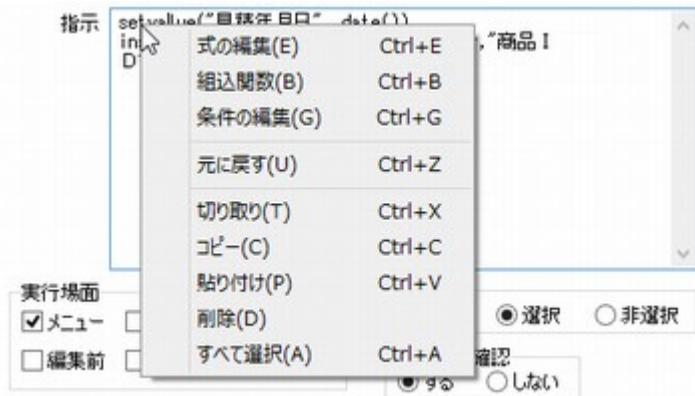 指示
setvallue("見積年月日", date())
in ,"商品 I
D
式の編集(E) Ctrl+E
組込関数(B) Ctrl+B
条件の編集(G) Ctrl+G
元に戻す(U) Ctrl+Z
切り取り(T) Ctrl+X
コピー(C) Ctrl+C
貼り付け(P) Ctrl+V
削除(D)
すべて選択(A) Ctrl+A
実行場面
メニュー 選択 非選択
編集前 確認
する しない